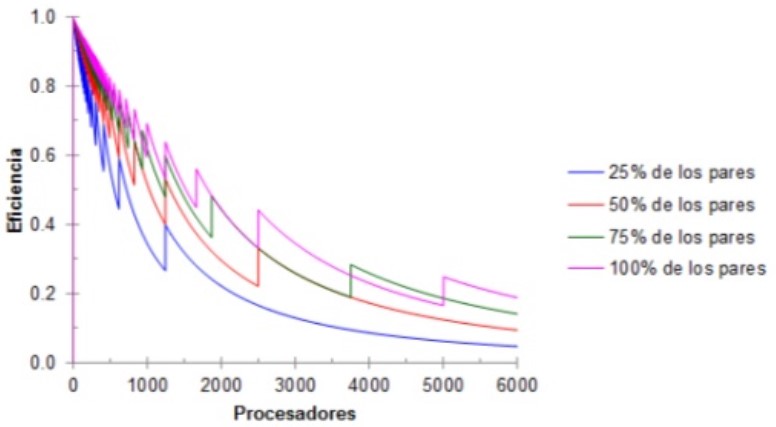 1.0
0.8
0.6
0.4
0.2
0.0
Eficiencia
0 1000 2000 3000 4000 5000 6000
Procesadores
25% de los pares
50% de los pares
75% de los pares
100% de los pares